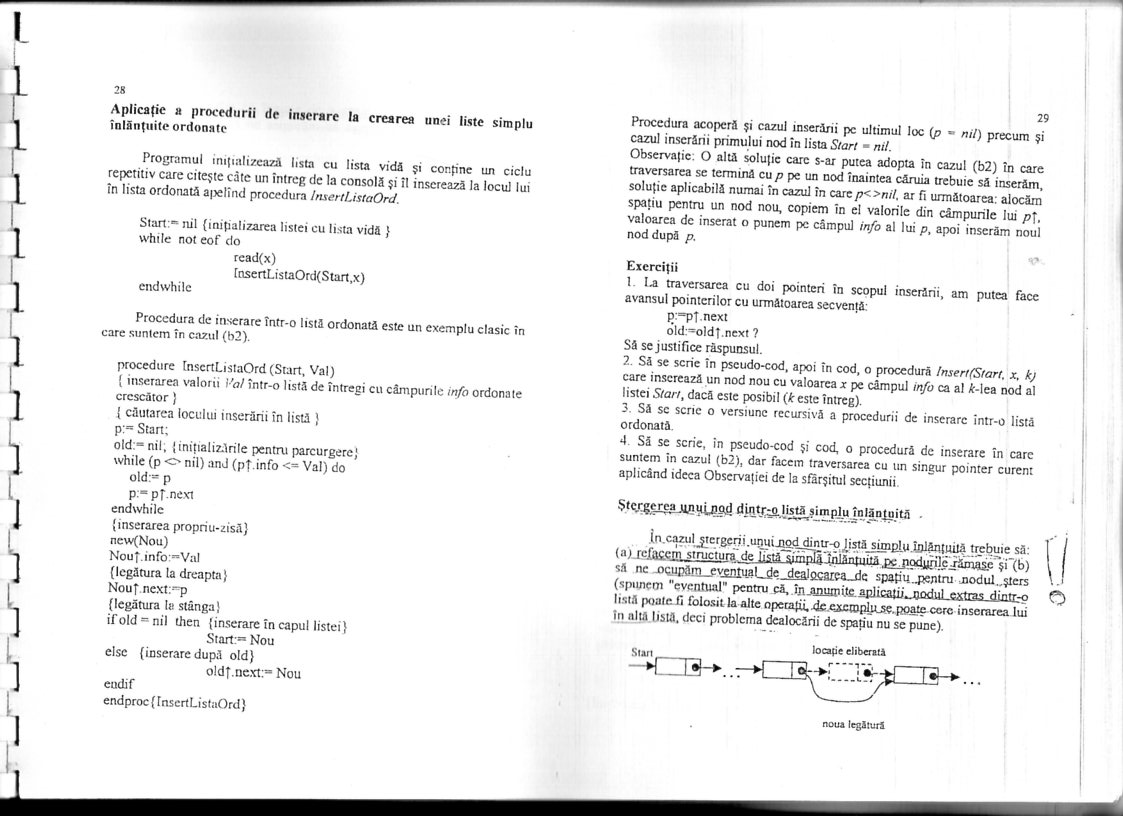 28
Aplicație a procedurii de inserare la crearea unei liste simplu
înlănțuite ordonate
Programul inițializează lista cu lista vidă și conține un ciclu
repetitiv care citește câte un întreg de la consolă și îl inserează la locul lui
în lista ordonată apelînd procedura InsertListaOrd.
Start:= nil {inițializarea listei cu lista vidă }
while not eof do
read(x)
InsertListaOrd(Start,x)
endwhile
Procedura de inserare într-o listă ordonată este un exemplu clasic în
care suntem în cazul (b2).
procedure InsertListaOrd (Start, Val)
{ inserarea valorii Val într-o listă de întregi cu câmpurile info ordonate
crescător }
{ căutarea locului inserării în listă }
p:= Start;
old:= nil; {inițializările pentru parcurgere}
while (p <> nil) and (p↑.info <= Val) do
old:= p
p:= p↑.next
endwhile
{inserarea propriu-zisă}
new(Nou)
Nou↑.info:=Val
{legătura la dreapta}
Nou↑.next:=p
{legătura la stânga}
if old = nil then {inserare în capul listei}
Start:= Nou
else {inserare după old}
old↑.next:= Nou
endif
endproc{InsertListaOrd}
29
Procedura acoperă și cazul inserării pe ultimul loc (p = nil) precum și
cazul inserării primului nod în lista Start = nil.
Observație: O altă soluție care s-ar putea adopta în cazul (b2) în care
traversarea se termină cu p pe un nod înaintea căruia trebuie să inserăm,
soluție aplicabilă numai în cazul în care p<>nil, ar fi următoarea: alocăm
spațiu pentru un nod nou, copiem în el valorile din câmpurile lui p↑,
valoarea de inserat o punem pe câmpul info al lui p, apoi inserăm noul
nod după p.
Exerciții
1. La traversarea cu doi pointeri în scopul inserării, am putea face
avansul pointerilor cu următoarea secvență:
p:=p↑.next
old:=old↑.next ?
Să se justifice răspunsul.
2. Să se scrie în pseudo-cod, apoi în cod, o procedură Insert(Start, x, k)
care inserează un nod nou cu valoarea x pe câmpul info ca al k-lea nod al
listei Start, dacă este posibil (k este întreg).
3. Să se scrie o versiune recursivă a procedurii de inserare într-o listă
ordonată.
4. Să se scrie, în pseudo-cod și cod, o procedură de inserare în care
suntem în cazul (b2), dar facem traversarea cu un singur pointer curent
aplicând ideea Observației de la sfârșitul secțiunii.
Ștergerea unui nod dintr-o listă simplu înlănțuită
În cazul ștergerii unui nod dintr-o listă simplu înlănțuită trebuie să:
(a) refacem structura de listă simplă înlănțuită pe nodurile rămase și (b)
să ne ocupăm eventual de dealocarea de spațiu pentru nodul șters
(spunem "eventual" pentru că, în anumite aplicații, nodul extras dintr-o
listă poate fi folosit la alte operații, de exemplu se poate cere inserarea lui
în altă listă, deci problema dealocării de spațiu nu se pune).
Start
locație eliberată
... ...
noua legătură